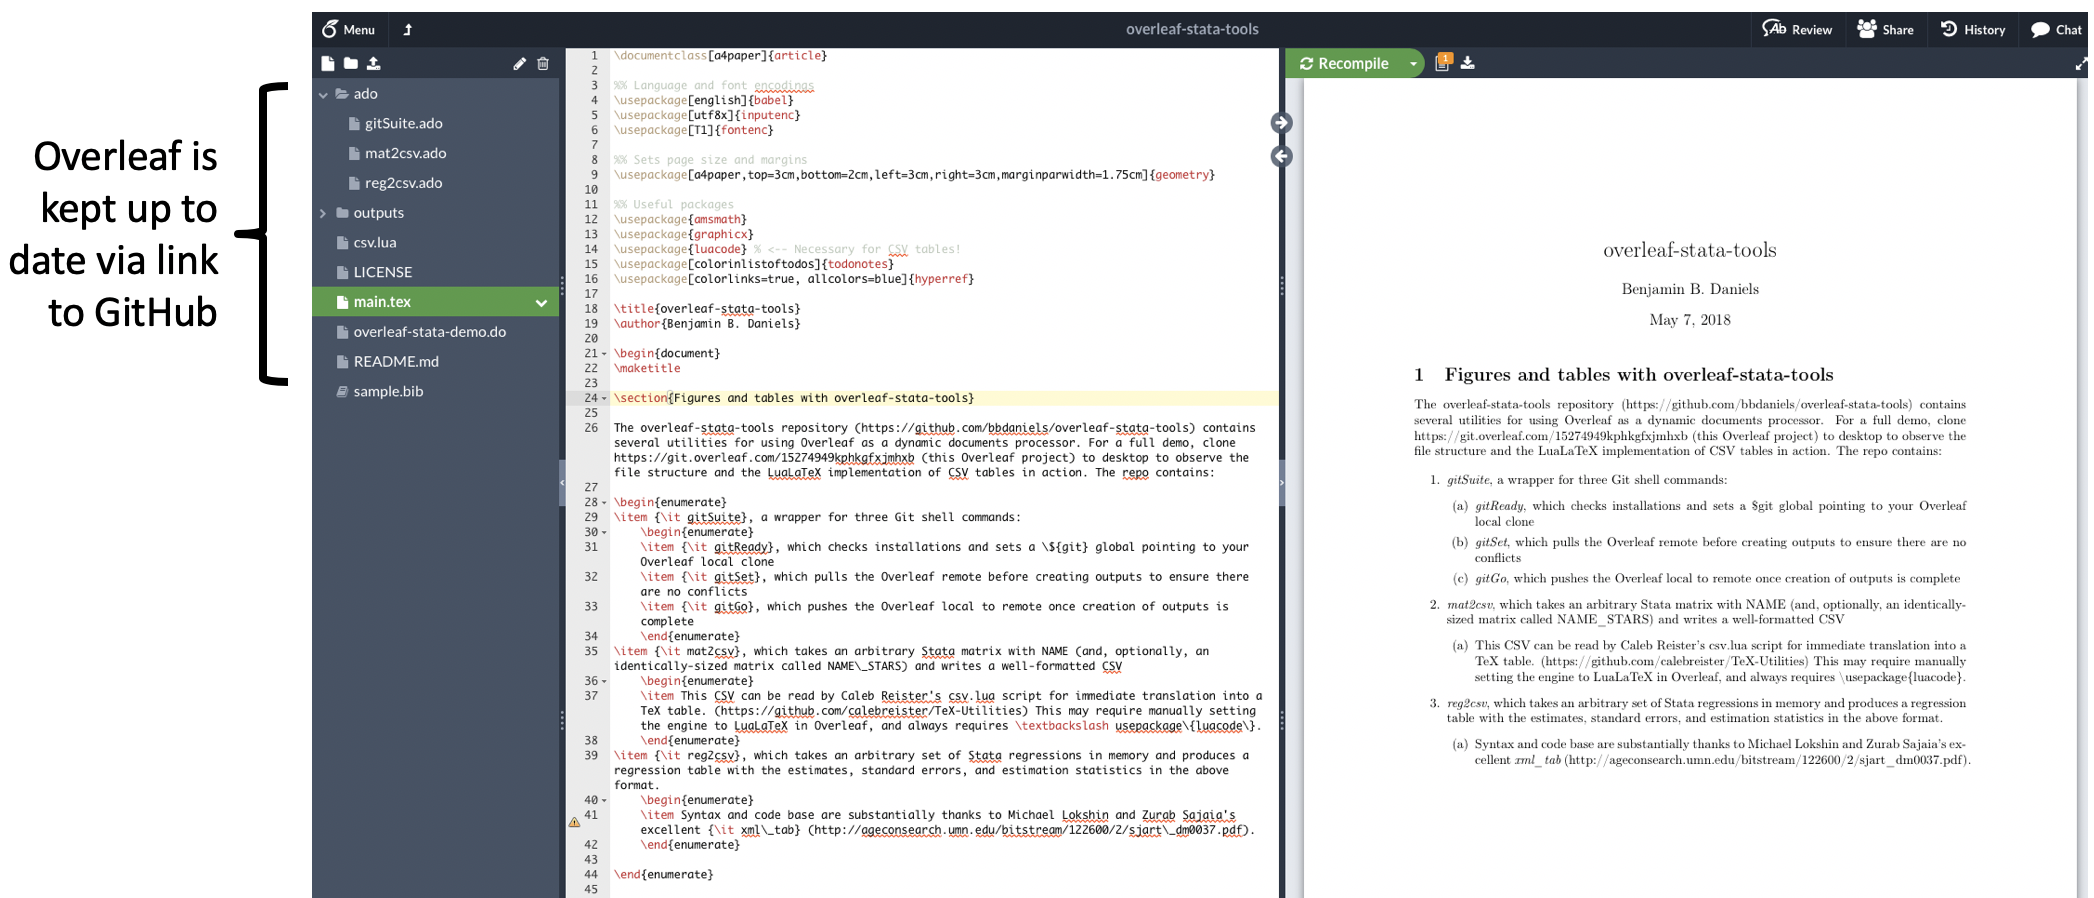 Overleaf is
kept up to
date via link
to GitHub
Menu
overleaf-stata-tools
Review
Share
History
Chat
ado
gitSuite.ado
mat2csv.ado
reg2csv.ado
outputs
csv.lua
LICENSE
main.tex
overleaf-stata-demo.do
README.md
sample.bib
1 \documentclass[a4paper]{article}
2
3 %% Language and font encodings
4 \usepackage[english]{babel}
5 \usepackage[utf8x]{inputenc}
6 \usepackage[T1]{fontenc}
7
8 %% Sets page size and margins
9 \usepackage[a4paper,top=3cm,bottom=2cm,left=3cm,right=3cm,marginparwidth=1.75cm]{geometry}
10
11 %% Useful packages
12 \usepackage{amsmath}
13 \usepackage{graphicx}
14 \usepackage{luacode} % <-- Necessary for CSV tables!
15 \usepackage[colorinlistoftodos]{todonotes}
16 \usepackage[colorlinks=true, allcolors=blue]{hyperref}
17
18 \title{overleaf-stata-tools}
19 \author{Benjamin B. Daniels}
20
21 \begin{document}
22 \maketitle
23
24 \section{Figures and tables with overleaf-stata-tools}
25
26 The overleaf-stata-tools repository (https://github.com/bbdaniels/overleaf-stata-tools) contains
several utilities for using Overleaf as a dynamic documents processor. For a full demo, clone
https://git.overleaf.com/15274949kphkgfxjmhxb (this Overleaf project) to desktop to observe the
file structure and the LuaLaTeX implementation of CSV tables in action. The repo contains:
27
28 \begin{enumerate}
29 \item {\it gitSuite}, a wrapper for three Git shell commands:
30 \begin{enumerate}
31 \item {\it gitReady}, which checks installations and sets a \${git} global pointing to your
Overleaf local clone
32 \item {\it gitSet}, which pulls the Overleaf remote before creating outputs to ensure there
are no conflicts
33 \item {\it gitGo}, which pushes the Overleaf local to remote once creation of outputs is
complete
34 \end{enumerate}
35 \item {\it mat2csv}, which takes an arbitrary Stata matrix with NAME (and, optionally, an
identically-sized matrix called NAME\_STARS) and writes a well-formatted CSV
36 \begin{enumerate}
37 \item This CSV can be read by Caleb Reister's csv.lua script for immediate translation into a
TeX table. (https://github.com/calebreister/TeX-Utilities) This may require manually setting
the engine to LuaLaTeX in Overleaf, and always requires \textbackslash usepackage\{luacode\}.
38 \end{enumerate}
39 \item {\it reg2csv}, which takes an arbitrary set of Stata regressions in memory and produces a
regression table with the estimates, standard errors, and estimation statistics in the above
format.
40 \begin{enumerate}
41 \item Syntax and code base are substantially thanks to Michael Lokshin and Zurab Sajaia's
excellent {\it xml\_tab} (http://ageconsearch.umn.edu/bitstream/122600/2/sjart\_dm0037.pdf).
42 \end{enumerate}
43
44 \end{enumerate}
45
Recompile
1
overleaf-stata-tools
Benjamin B. Daniels
May 7, 2018
1 Figures and tables with overleaf-stata-tools
The overleaf-stata-tools repository (https://github.com/bbdaniels/overleaf-stata-tools) contains
several utilities for using Overleaf as a dynamic documents processor. For a full demo, clone
https://git.overleaf.com/15274949kphkgfxjmhxb (this Overleaf project) to desktop to observe the
file structure and the LuaLaTeX implementation of CSV tables in action. The repo contains:
1. gitSuite, a wrapper for three Git shell commands:
(a) gitReady, which checks installations and sets a $git global pointing to your Overleaf
local clone
(b) gitSet, which pulls the Overleaf remote before creating outputs to ensure there are no
conflicts
(c) gitGo, which pushes the Overleaf local to remote once creation of outputs is complete
2. mat2csv, which takes an arbitrary Stata matrix with NAME (and, optionally, an identically-
sized matrix called NAME_STARS) and writes a well-formatted CSV
(a) This CSV can be read by Caleb Reister's csv.lua script for immediate translation into a
TeX table. (https://github.com/calebreister/TeX-Utilities) This may require manually
setting the engine to LuaLaTeX in Overleaf, and always requires \usepackage{luacode}.
3. reg2csv, which takes an arbitrary set of Stata regressions in memory and produces a regression
table with the estimates, standard errors, and estimation statistics in the above format.
(a) Syntax and code base are substantially thanks to Michael Lokshin and Zurab Sajaia's ex-
cellent xml_tab (http://ageconsearch.umn.edu/bitstream/122600/2/sjart_dm0037.pdf).